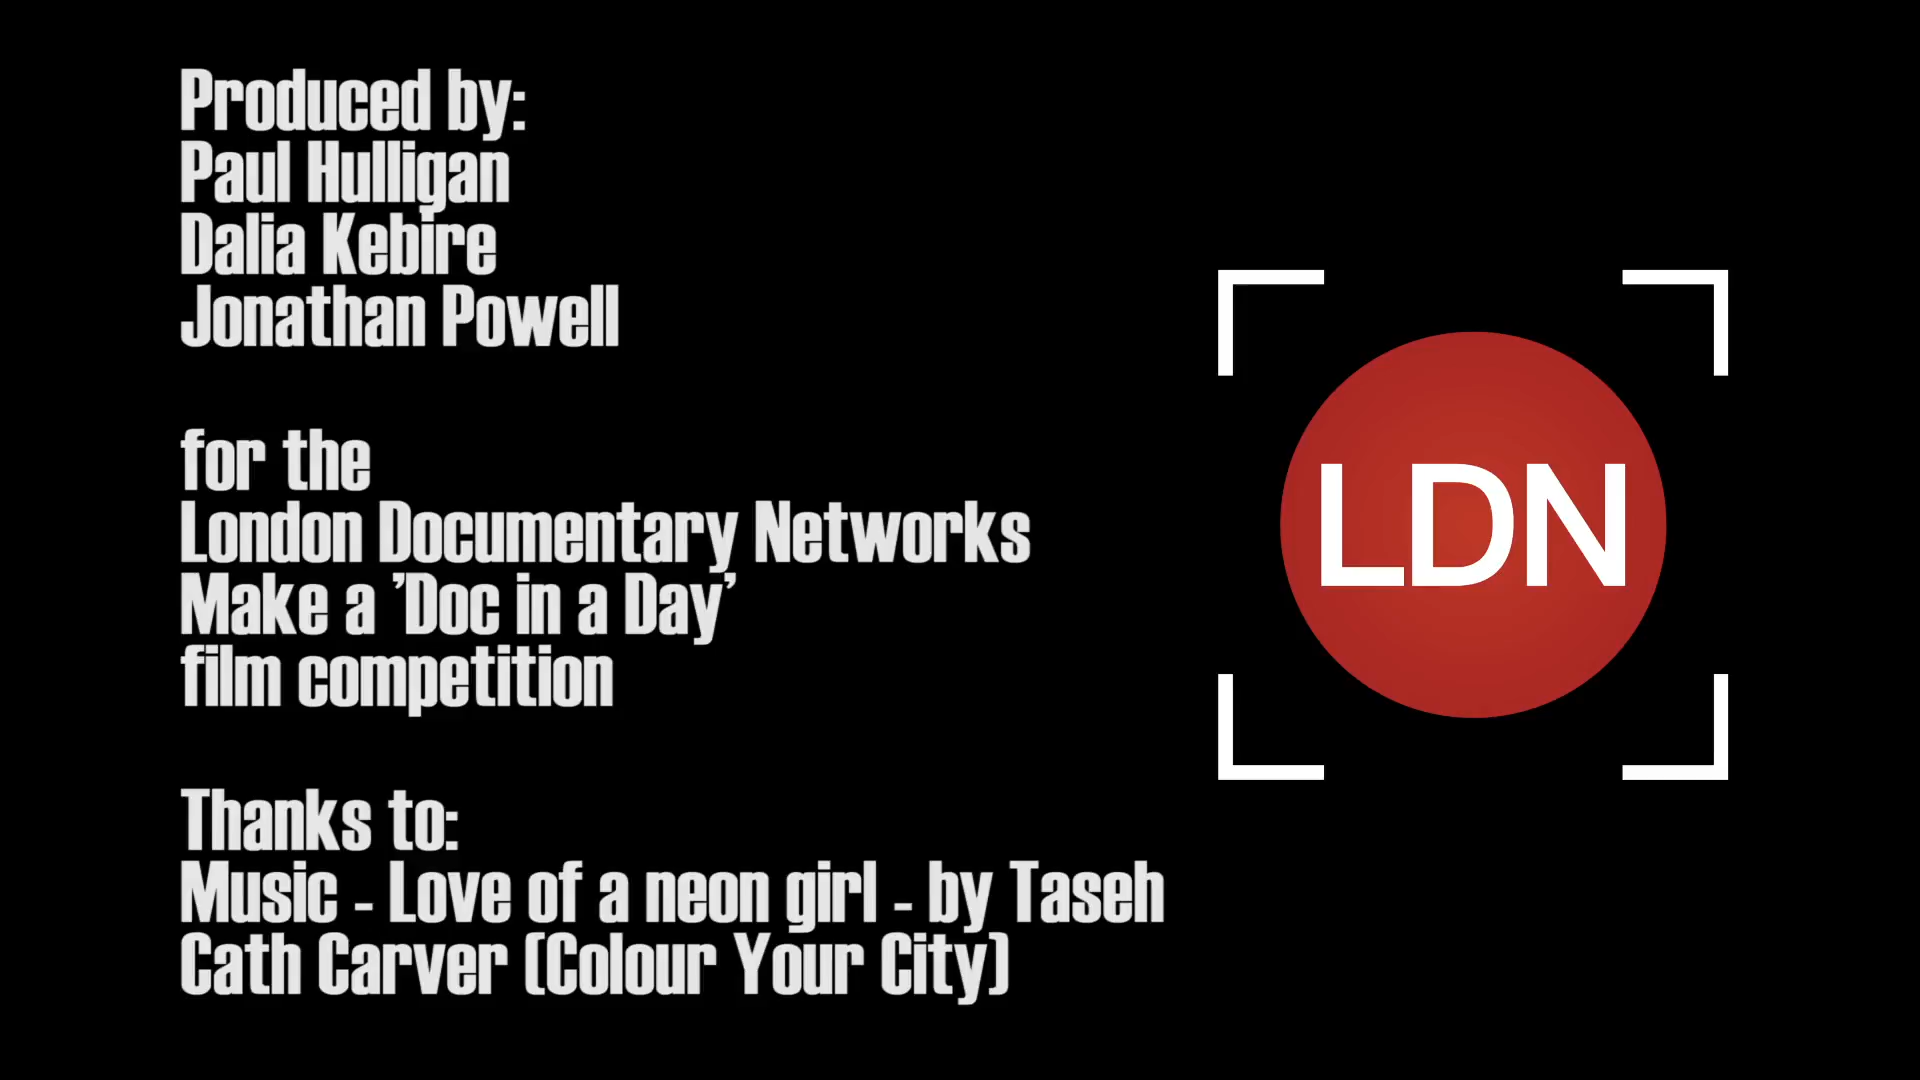 Produced by:
Paul Hulligan
Dalia Kebire
Jonathan Powell
for the
London Documentary Networks
Make a 'Doc in a Day'
film competition
Thanks to:
Music - Love of a neon girl - by Taseh
Cath Carver (Colour Your City)
LDN